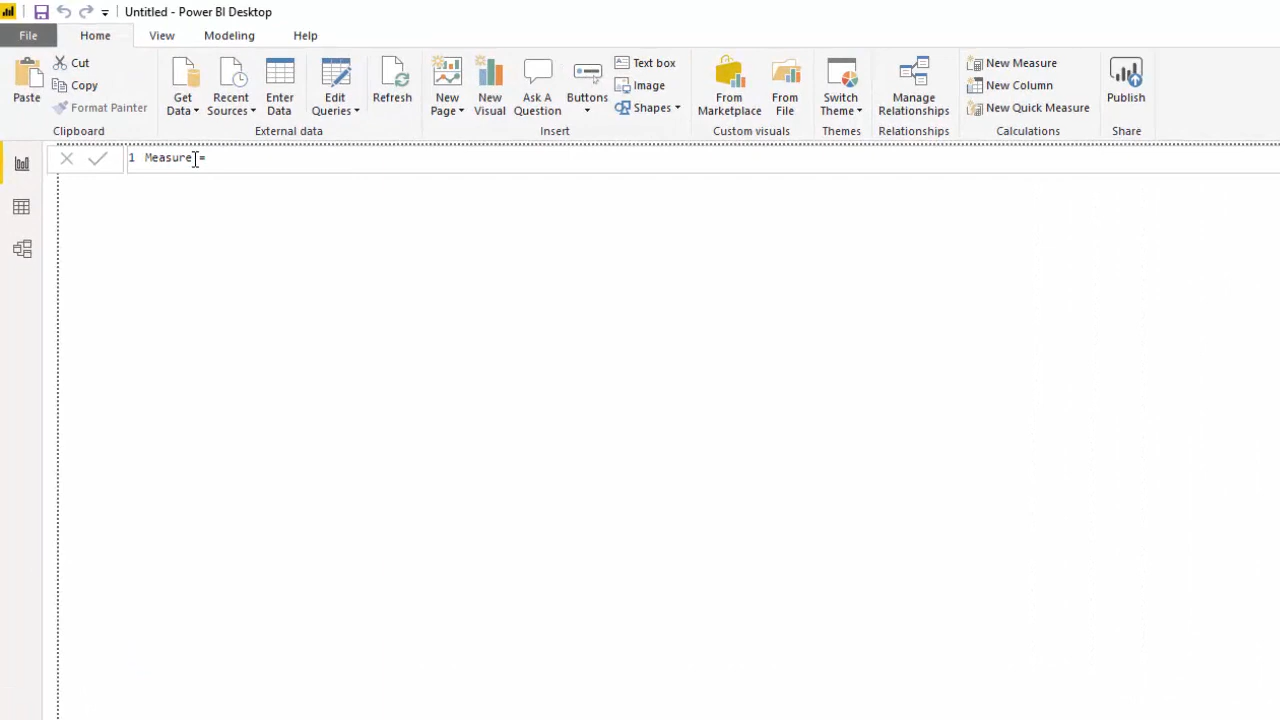 Untitled - Power BI Desktop
File Home View Modeling Help
Paste
Cut
Copy
Format Painter
Clipboard
Get Data
Recent Sources
Enter Data
Edit Queries
Refresh
External data
New Page
New Visual
Ask A Question
Buttons
Text box
Image
Shapes
Insert
From Marketplace
From File
Custom visuals
Switch Theme
Themes
Manage Relationships
Relationships
New Measure
New Column
New Quick Measure
Calculations
Publish
Share
1 Measure =